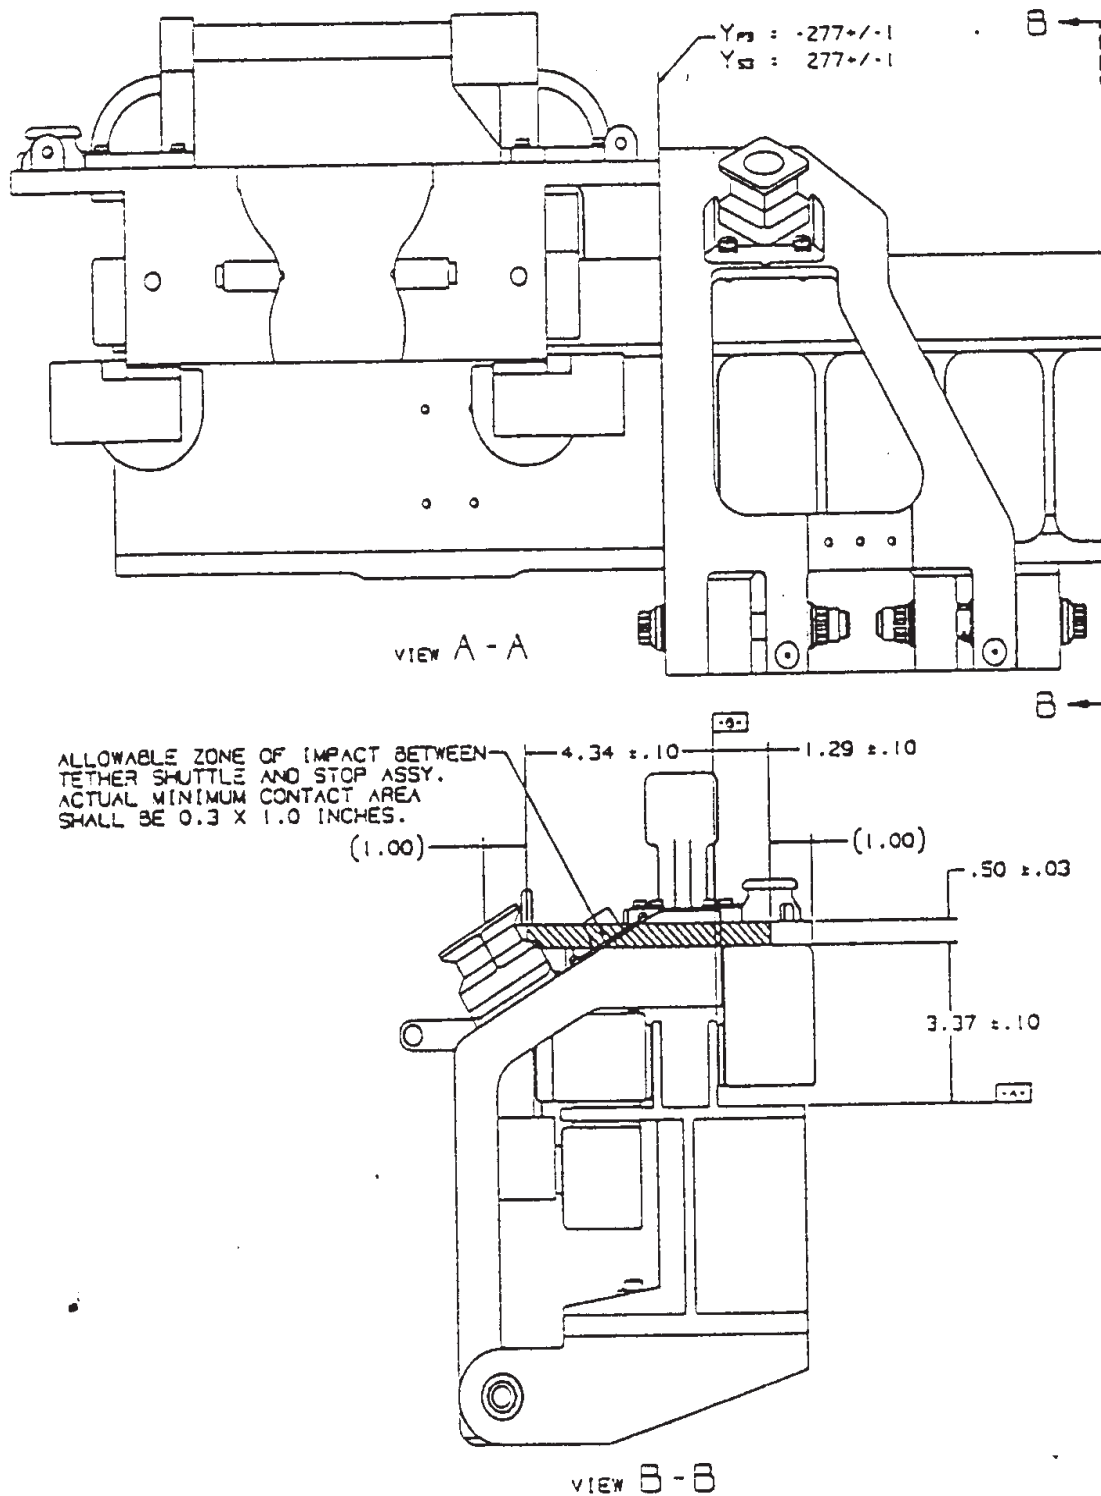 Y_P3 : -277+/-1
Y_S3 : 277+/-1
B
VIEW A - A
B
-B-
ALLOWABLE ZONE OF IMPACT BETWEEN
TETHER SHUTTLE AND STOP ASSY.
ACTUAL MINIMUM CONTACT AREA
SHALL BE 0.3 X 1.0 INCHES.
4.34 ±.10
1.29 ±.10
(1.00)
(1.00)
.50 ±.03
3.37 ±.10
-A-
VIEW B - B